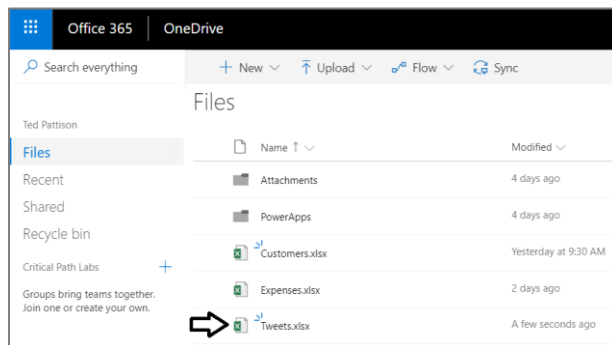 Office 365 OneDrive
Search everything
New Upload Flow Sync
Files
Ted Pattison
Files
Recent
Shared
Recycle bin
Critical Path Labs
Groups bring teams together.
Join one or create your own.
Name Modified
Attachments 4 days ago
PowerApps 4 days ago
Customers.xlsx Yesterday at 9:30 AM
Expenses.xlsx 2 days ago
Tweets.xlsx A few seconds ago